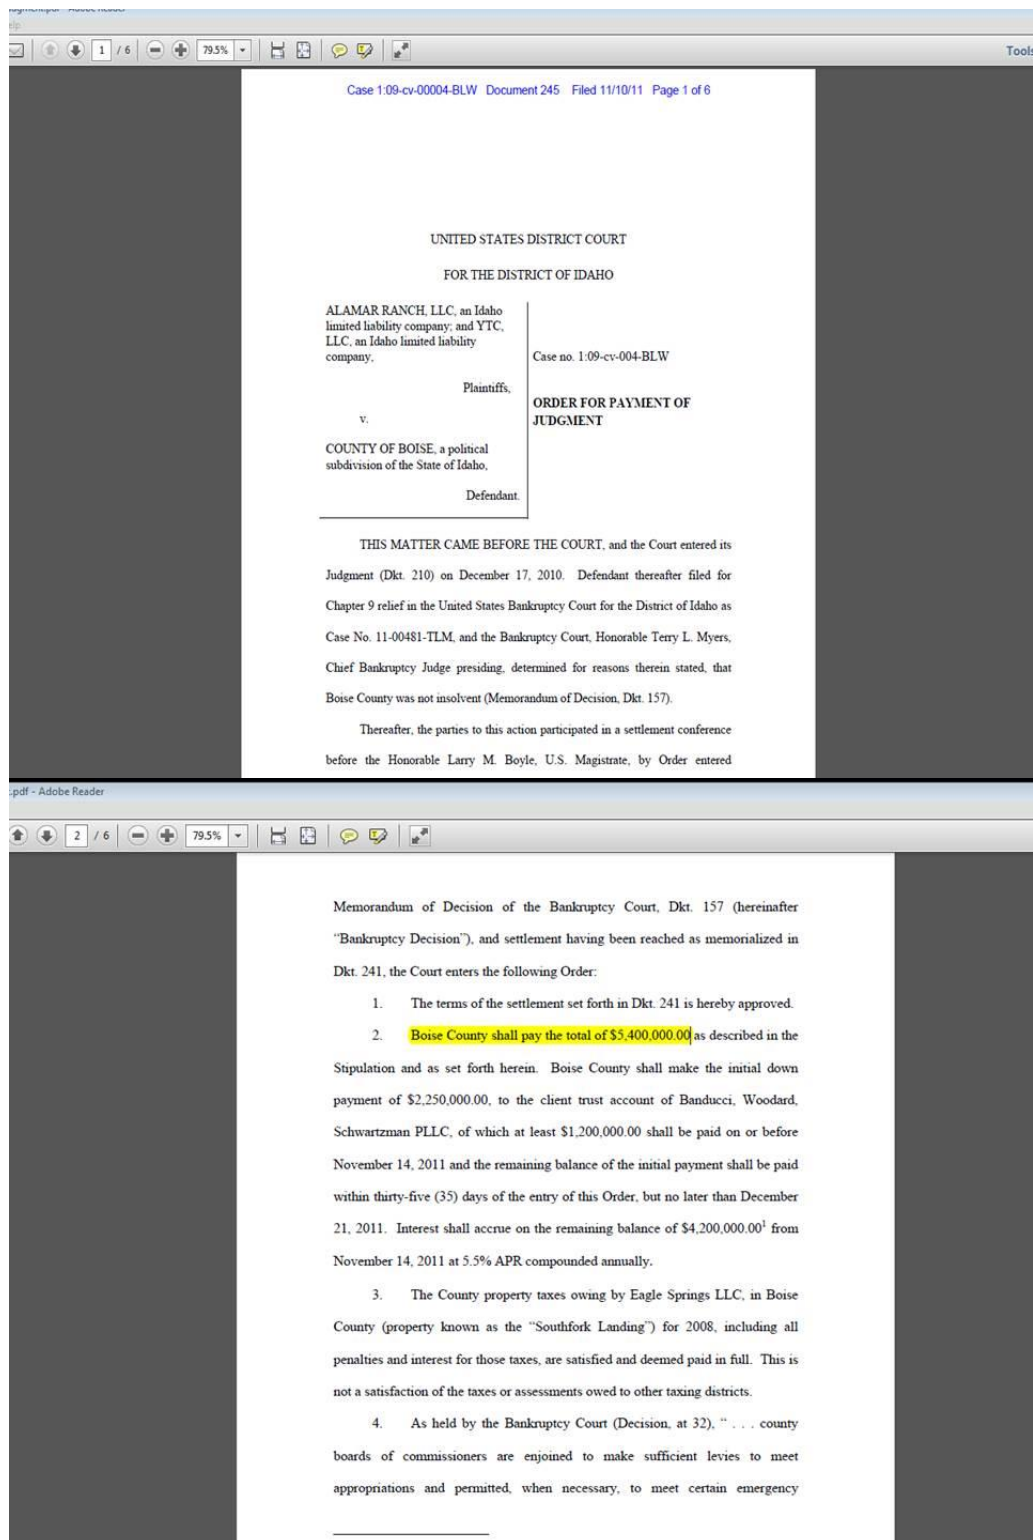 Judgment.pdf - Adobe Reader
elp
1 / 6 79.5% Tools
Case 1:09-cv-00004-BLW Document 245 Filed 11/10/11 Page 1 of 6
UNITED STATES DISTRICT COURT
FOR THE DISTRICT OF IDAHO
ALAMAR RANCH, LLC, an Idaho
limited liability company; and YTC,
LLC, an Idaho limited liability
company,
Plaintiffs,
v.
COUNTY OF BOISE, a political
subdivision of the State of Idaho,
Defendant.
Case no. 1:09-cv-004-BLW
ORDER FOR PAYMENT OF
JUDGMENT
THIS MATTER CAME BEFORE THE COURT, and the Court entered its
Judgment (Dkt. 210) on December 17, 2010. Defendant thereafter filed for
Chapter 9 relief in the United States Bankruptcy Court for the District of Idaho as
Case No. 11-00481-TLM, and the Bankruptcy Court, Honorable Terry L. Myers,
Chief Bankruptcy Judge presiding, determined for reasons therein stated, that
Boise County was not insolvent (Memorandum of Decision, Dkt. 157).
Thereafter, the parties to this action participated in a settlement conference
before the Honorable Larry M. Boyle, U.S. Magistrate, by Order entered
.pdf - Adobe Reader
2 / 6 79.5%
Memorandum of Decision of the Bankruptcy Court, Dkt. 157 (hereinafter
“Bankruptcy Decision”), and settlement having been reached as memorialized in
Dkt. 241, the Court enters the following Order:
1. The terms of the settlement set forth in Dkt. 241 is hereby approved.
2. Boise County shall pay the total of $5,400,000.00 as described in the
Stipulation and as set forth herein. Boise County shall make the initial down
payment of $2,250,000.00, to the client trust account of Banducci, Woodard,
Schwartzman PLLC, of which at least $1,200,000.00 shall be paid on or before
November 14, 2011 and the remaining balance of the initial payment shall be paid
within thirty-five (35) days of the entry of this Order, but no later than December
21, 2011. Interest shall accrue on the remaining balance of $4,200,000.00¹ from
November 14, 2011 at 5.5% APR compounded annually.
3. The County property taxes owing by Eagle Springs LLC, in Boise
County (property known as the “Southfork Landing”) for 2008, including all
penalties and interest for those taxes, are satisfied and deemed paid in full. This is
not a satisfaction of the taxes or assessments owed to other taxing districts.
4. As held by the Bankruptcy Court (Decision, at 32), “ . . . county
boards of commissioners are enjoined to make sufficient levies to meet
appropriations and permitted, when necessary, to meet certain emergency